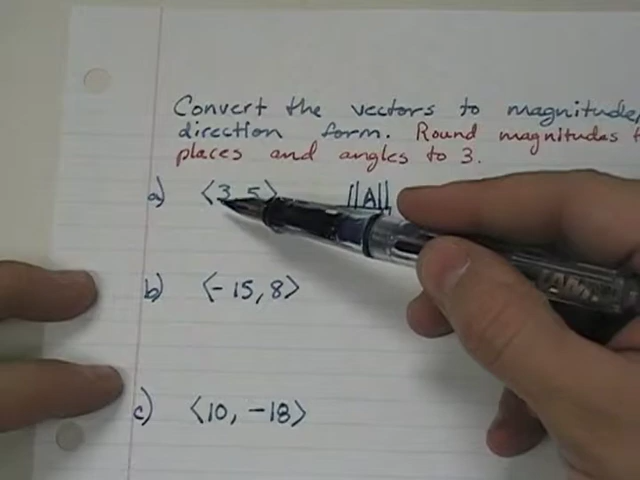 Convert the vectors to magnitude,
direction form. Round magnitudes t
places and angles to 3.
a) ⟨3, 5⟩ ||A||
b) ⟨-15, 8⟩
c) ⟨10, -18⟩